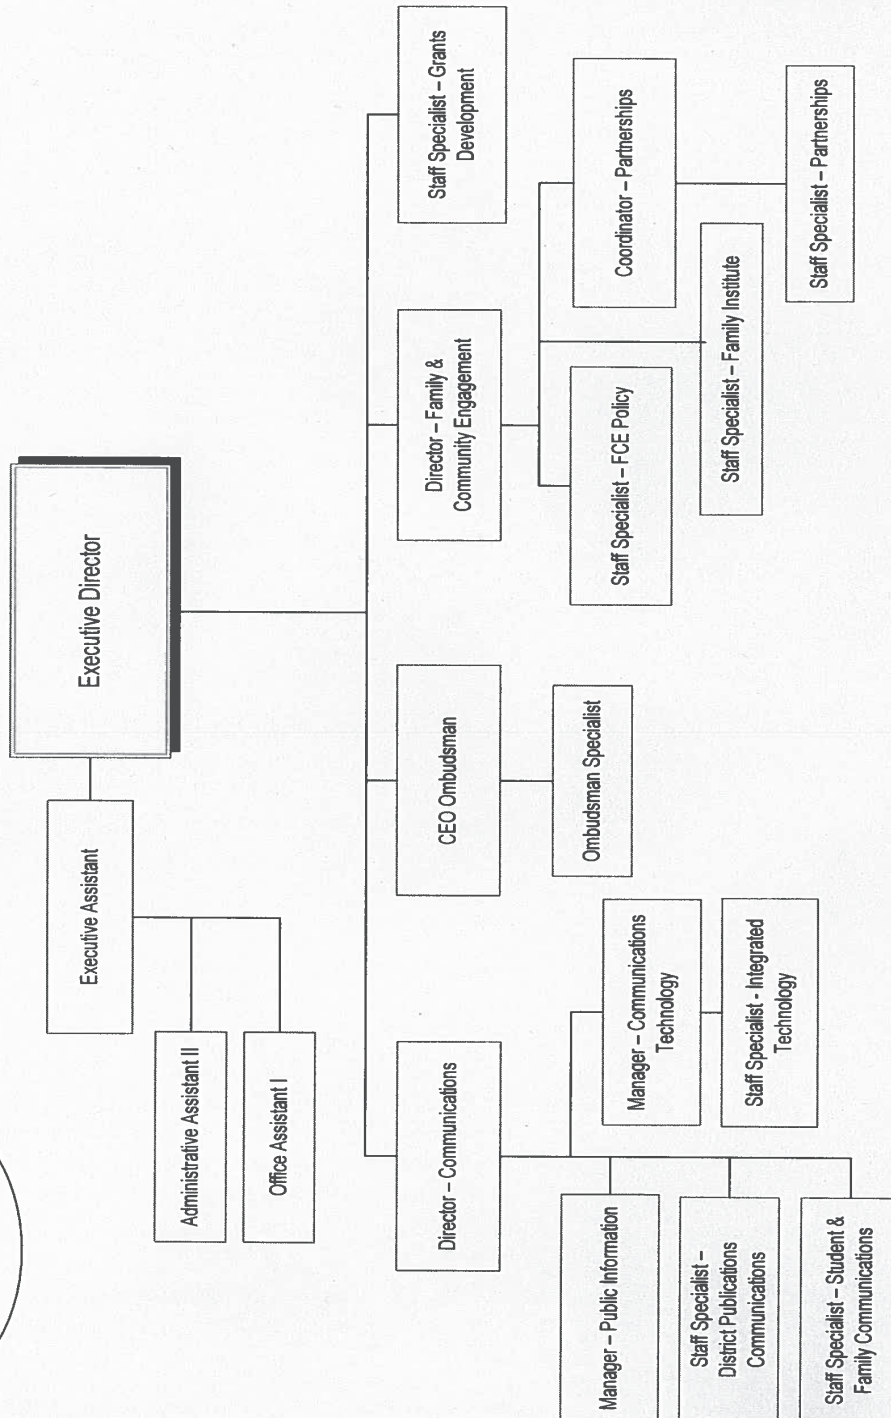 Executive Director
Executive Assistant
Administrative Assistant II
Office Assistant I
Director – Communications
CEO Ombudsman
Director – Family &
Community Engagement
Staff Specialist – Grants
Development
Manager – Public Information
Staff Specialist –
District Publications
Communications
Staff Specialist – Student &
Family Communications
Manager – Communications
Technology
Staff Specialist - Integrated
Technology
Ombudsman Specialist
Staff Specialist – FCE Policy
Staff Specialist – Family Institute
Coordinator – Partnerships
Staff Specialist – Partnerships